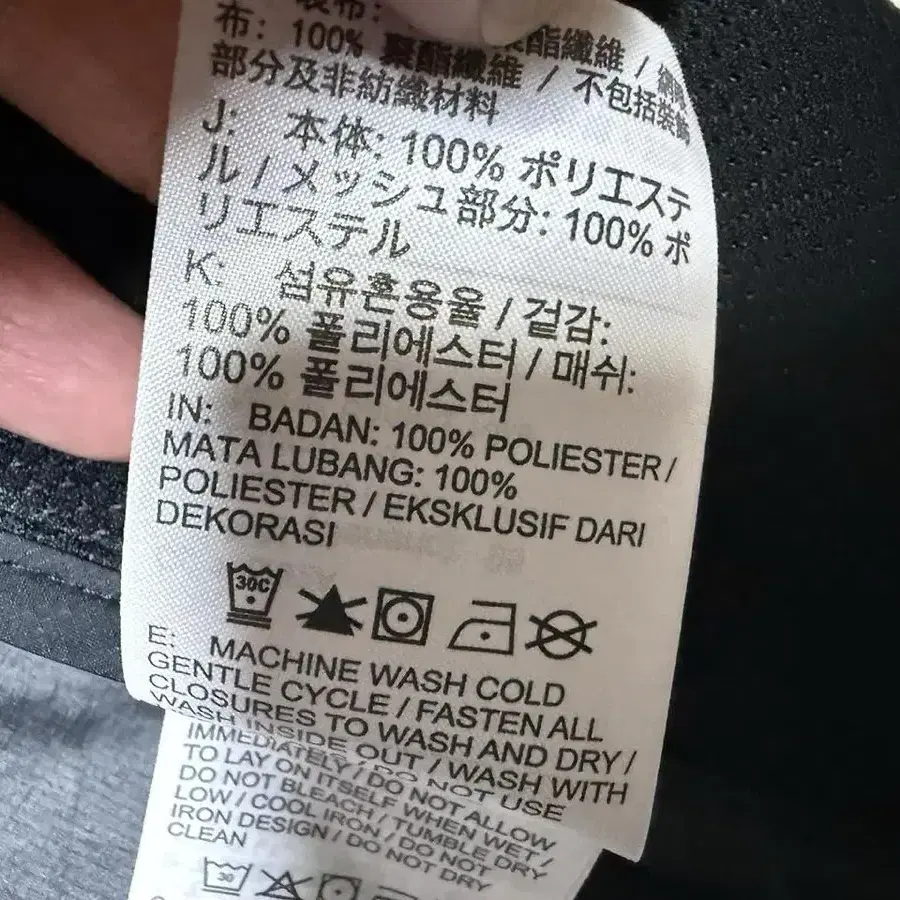 布: 100% 聚酯纖維 / 不包括裝飾
部分及非紡織材料
J: 本体: 100% ポリエステ
ル / メッシュ部分: 100% ポ
リエステル
K: 섬유혼용율 / 겉감:
100% 폴리에스터 / 매쉬:
100% 폴리에스터
IN: BADAN: 100% POLIESTER /
MATA LUBANG: 100%
POLIESTER / EKSKLUSIF DARI
DEKORASI
30C
E: MACHINE WASH COLD
GENTLE CYCLE / FASTEN ALL
CLOSURES TO WASH AND DRY /
WASH INSIDE OUT / WASH WITH
IMMEDIATELY / DO NOT USE
TO LAY ON ITSELF WHEN WET /
DO NOT ALLOW
DO NOT BLEACH / TUMBLE DRY
LOW / COOL IRON / DO NOT
IRON DESIGN / DO NOT DRY
CLEAN
30